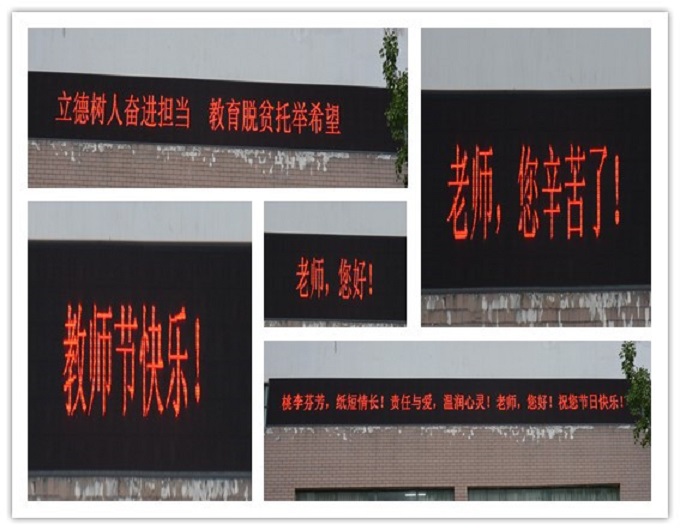 立德树人奋进担当 教育脱贫托举希望
老师，您辛苦了！
教师节快乐！
老师，您好！
桃李芬芳，纸短情长！责任与爱，温润心灵！老师，您好！祝您节日快乐！